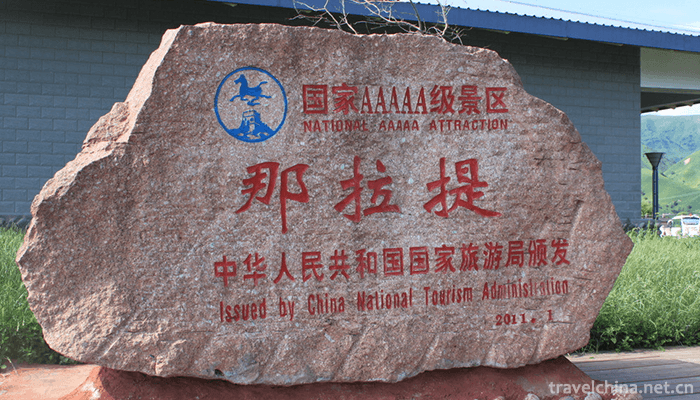 国家AAAAA级景区
NATIONAL AAAAA ATTRACTION
那拉提
中华人民共和国国家旅游局颁发
Issued by China National Tourism Administration
2011.1
travelchina.net.cn